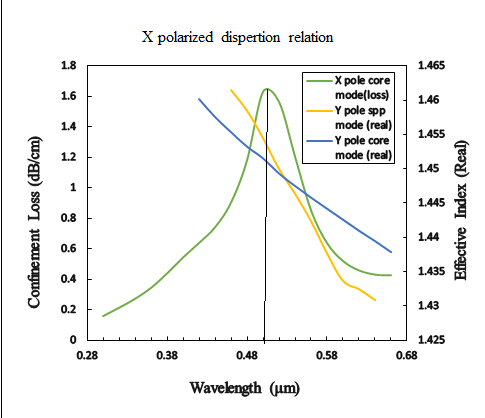 X polarized dispertion relation
1.8
1.6
1.4
1.2
1
0.8
0.6
0.4
0.2
0
Confinement Loss (dB/cm)
X pole core
mode(loss)
Y pole spp
mode (real)
Y pole core
mode (real)
1.465
1.46
1.455
1.45
1.445
1.44
1.435
1.43
1.425
Effective Index (Real)
0.28
0.38
0.48
0.58
0.68
Wavelength (μm)